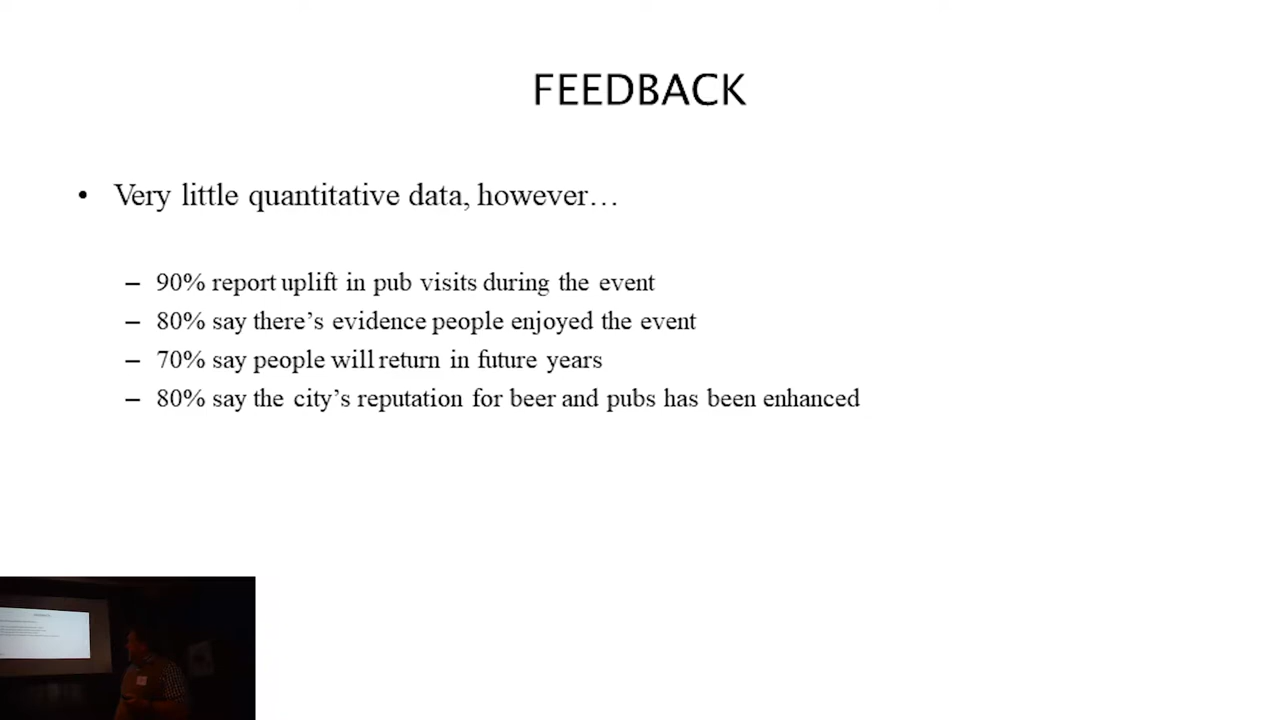 FEEDBACK
• Very little quantitative data, however…
– 90% report uplift in pub visits during the event
– 80% say there’s evidence people enjoyed the event
– 70% say people will return in future years
– 80% say the city’s reputation for beer and pubs has been enhanced